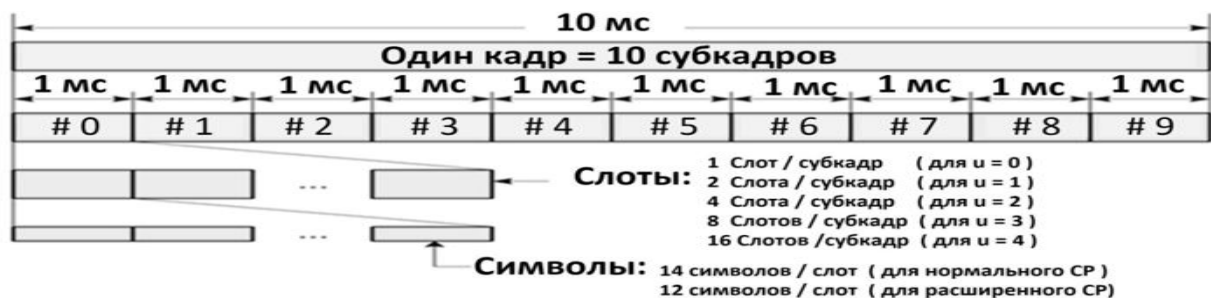 10 мс
Один кадр = 10 субкадров
1 мс 1 мс 1 мс 1 мс 1 мс 1 мс 1 мс 1 мс 1 мс 1 мс
# 0 # 1 # 2 # 3 # 4 # 5 # 6 # 7 # 8 # 9
... Слоты: 1 Слот / субкадр ( для u = 0 )
2 Слота / субкадр ( для u = 1 )
4 Слота / субкадр ( для u = 2 )
8 Слотов / субкадр ( для u = 3 )
... 16 Слотов /субкадр ( для u = 4 )
Символы: 14 символов / слот ( для нормального СР )
12 символов / слот ( для расширенного СР)